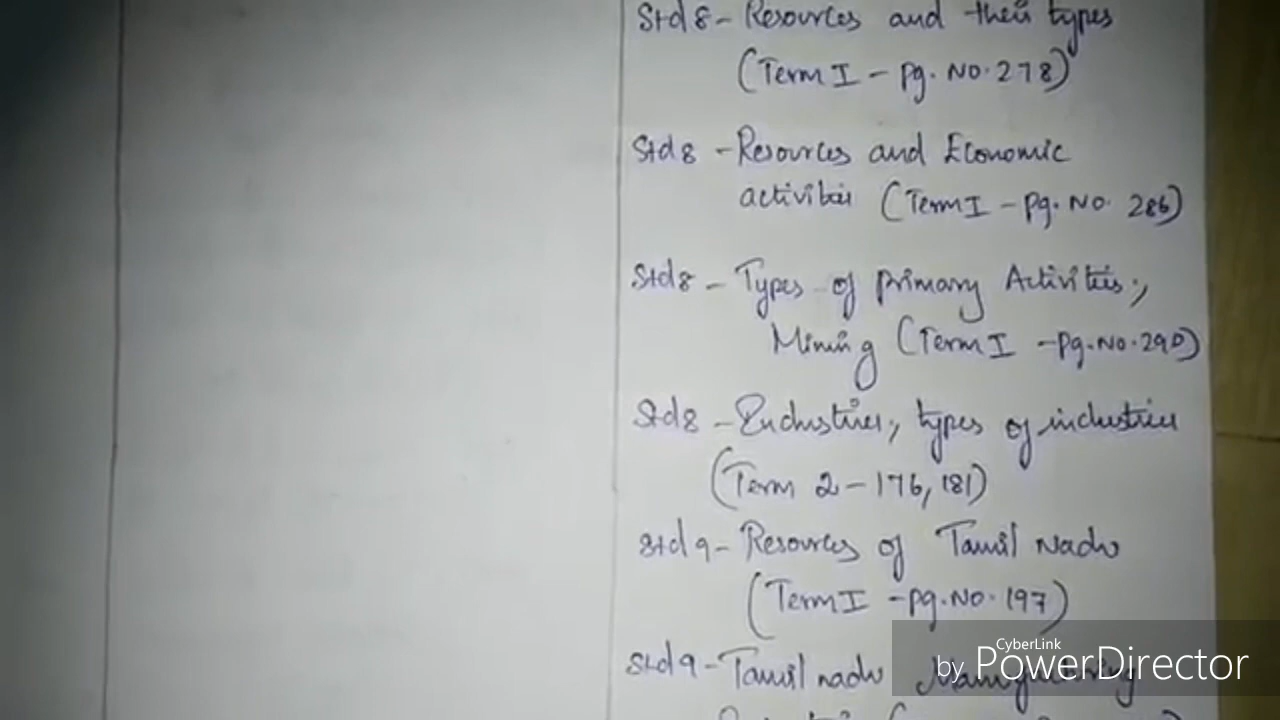 Std 8 - Resources and their types
(Term I - pg. No. 278)
Std 8 - Resources and Economic
activities (Term I - pg. No. 286)
Std 8 - Types of primary Activities;,
Mining (Term I - pg. No. 290)
Std 8 - Industries, types of industries
(Term 2 - 176, 181)
Std 9 - Resources of Tamil Nadu
(Term I - pg. No. 197)
Std 9 - Tamil nadu Manufacturing
CyberLink
by PowerDirector